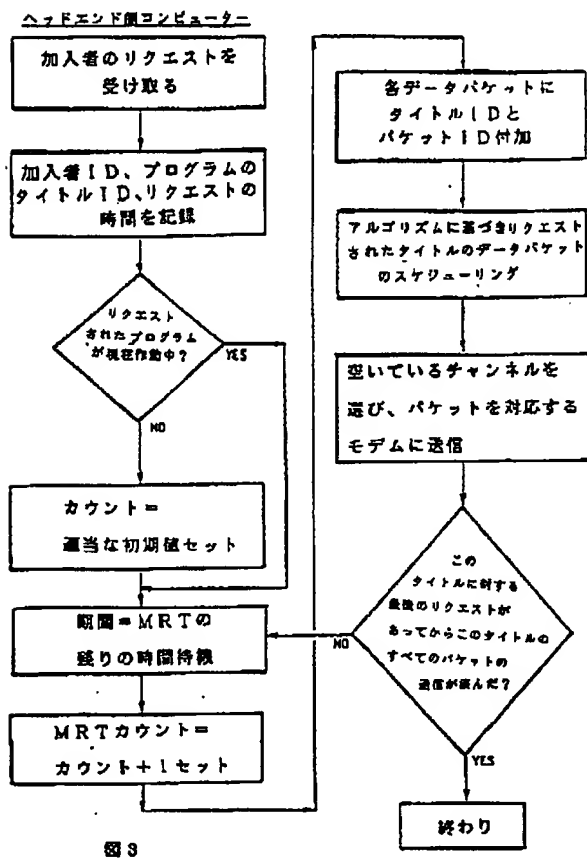 ヘッドエンド側コンピューター
加入者のリクエストを
受け取る
加入者ID、プログラムの
タイトルID、リクエストの
時間を記録
リクエスト
されたプログラム
が現在作動中?
YES
NO
カウント=
適当な初期値セット
期間=MRTの
残りの時間待機
MRTカウント=
カウント+1セット
各データパケットに
タイトルIDと
パケットID付加
アルゴリズムに基づきリクエスト
されたタイトルのデータパケット
のスケジューリング
空いているチャンネルを
選び、パケットを対応する
モデムに送信
この
タイトルに対する
最後のリクエストが
あってからこのタイトルの
すべてのパケットの
送信が済んだ?
NO
YES
終わり
図3